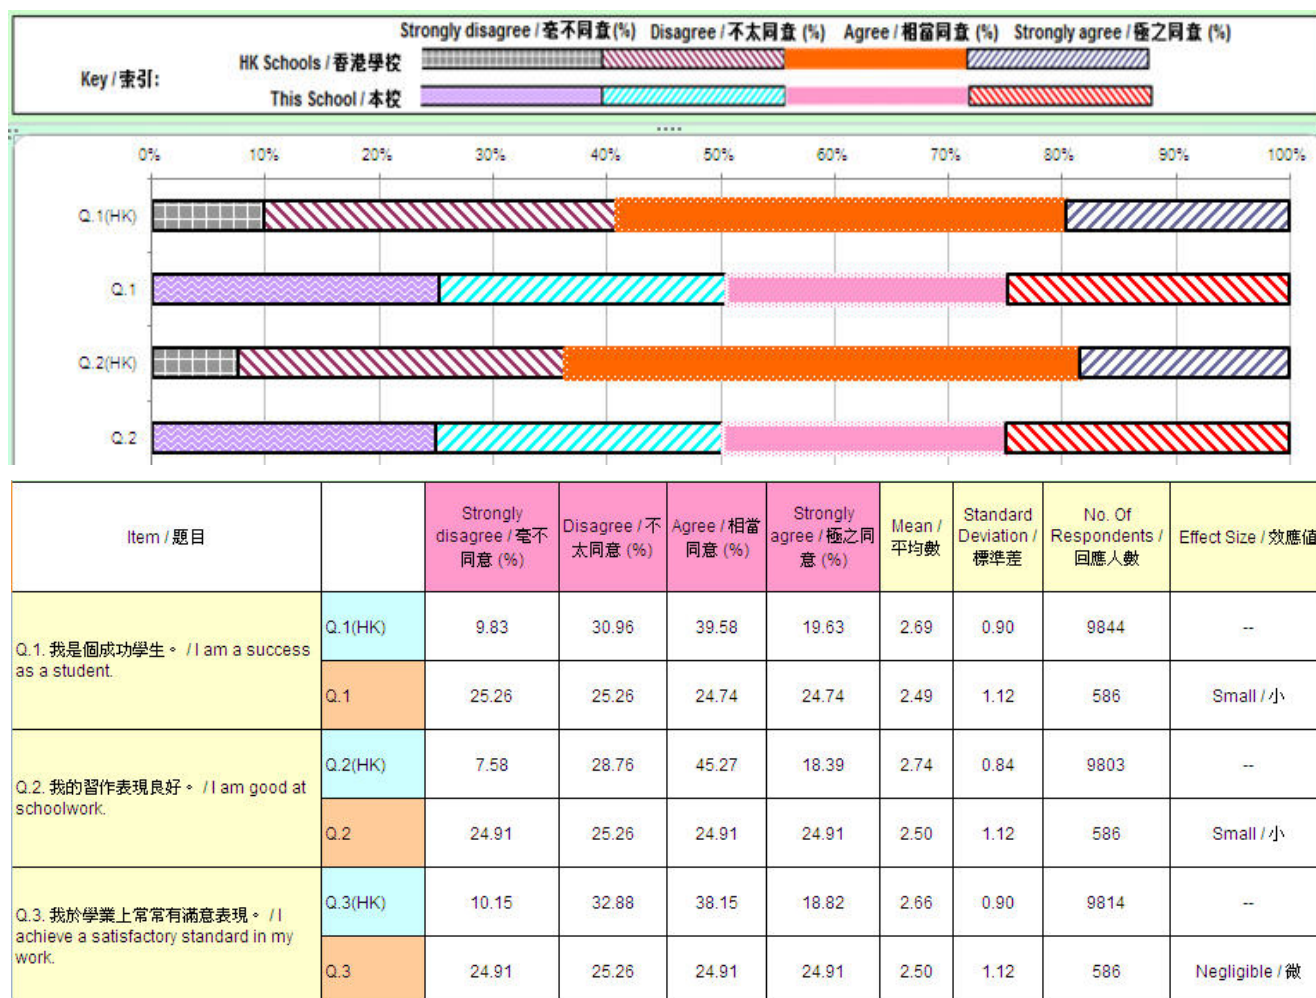 Strongly disagree / 毫不同意(%) Disagree / 不太同意 (%) Agree / 相當同意 (%) Strongly agree / 極之同意 (%)
HK Schools / 香港學校
Key / 索引:
This School / 本校
0% 10% 20% 30% 40% 50% 60% 70% 80% 90% 100%
Q.1(HK)
Q.1
Q.2(HK)
Q.2
Item / 題目
Strongly
disagree / 毫不
同意 (%)
Disagree / 不
太同意 (%)
Agree / 相當
同意 (%)
Strongly
agree / 極之同
意 (%)
Mean /
平均數
Standard
Deviation /
標準差
No. Of
Respondents /
回應人數
Effect Size / 效應值
Q.1. 我是個成功學生。 / I am a success
as a student.
Q.1(HK) 9.83 30.96 39.58 19.63 2.69 0.90 9844 --
Q.1 25.26 25.26 24.74 24.74 2.49 1.12 586 Small / 小
Q.2. 我的習作表現良好。 / I am good at
schoolwork.
Q.2(HK) 7.58 28.76 45.27 18.39 2.74 0.84 9803 --
Q.2 24.91 25.26 24.91 24.91 2.50 1.12 586 Small / 小
Q.3. 我於學業上常常有滿意表現。 / I
achieve a satisfactory standard in my
work.
Q.3(HK) 10.15 32.88 38.15 18.82 2.66 0.90 9814 --
Q.3 24.91 25.26 24.91 24.91 2.50 1.12 586 Negligible / 微